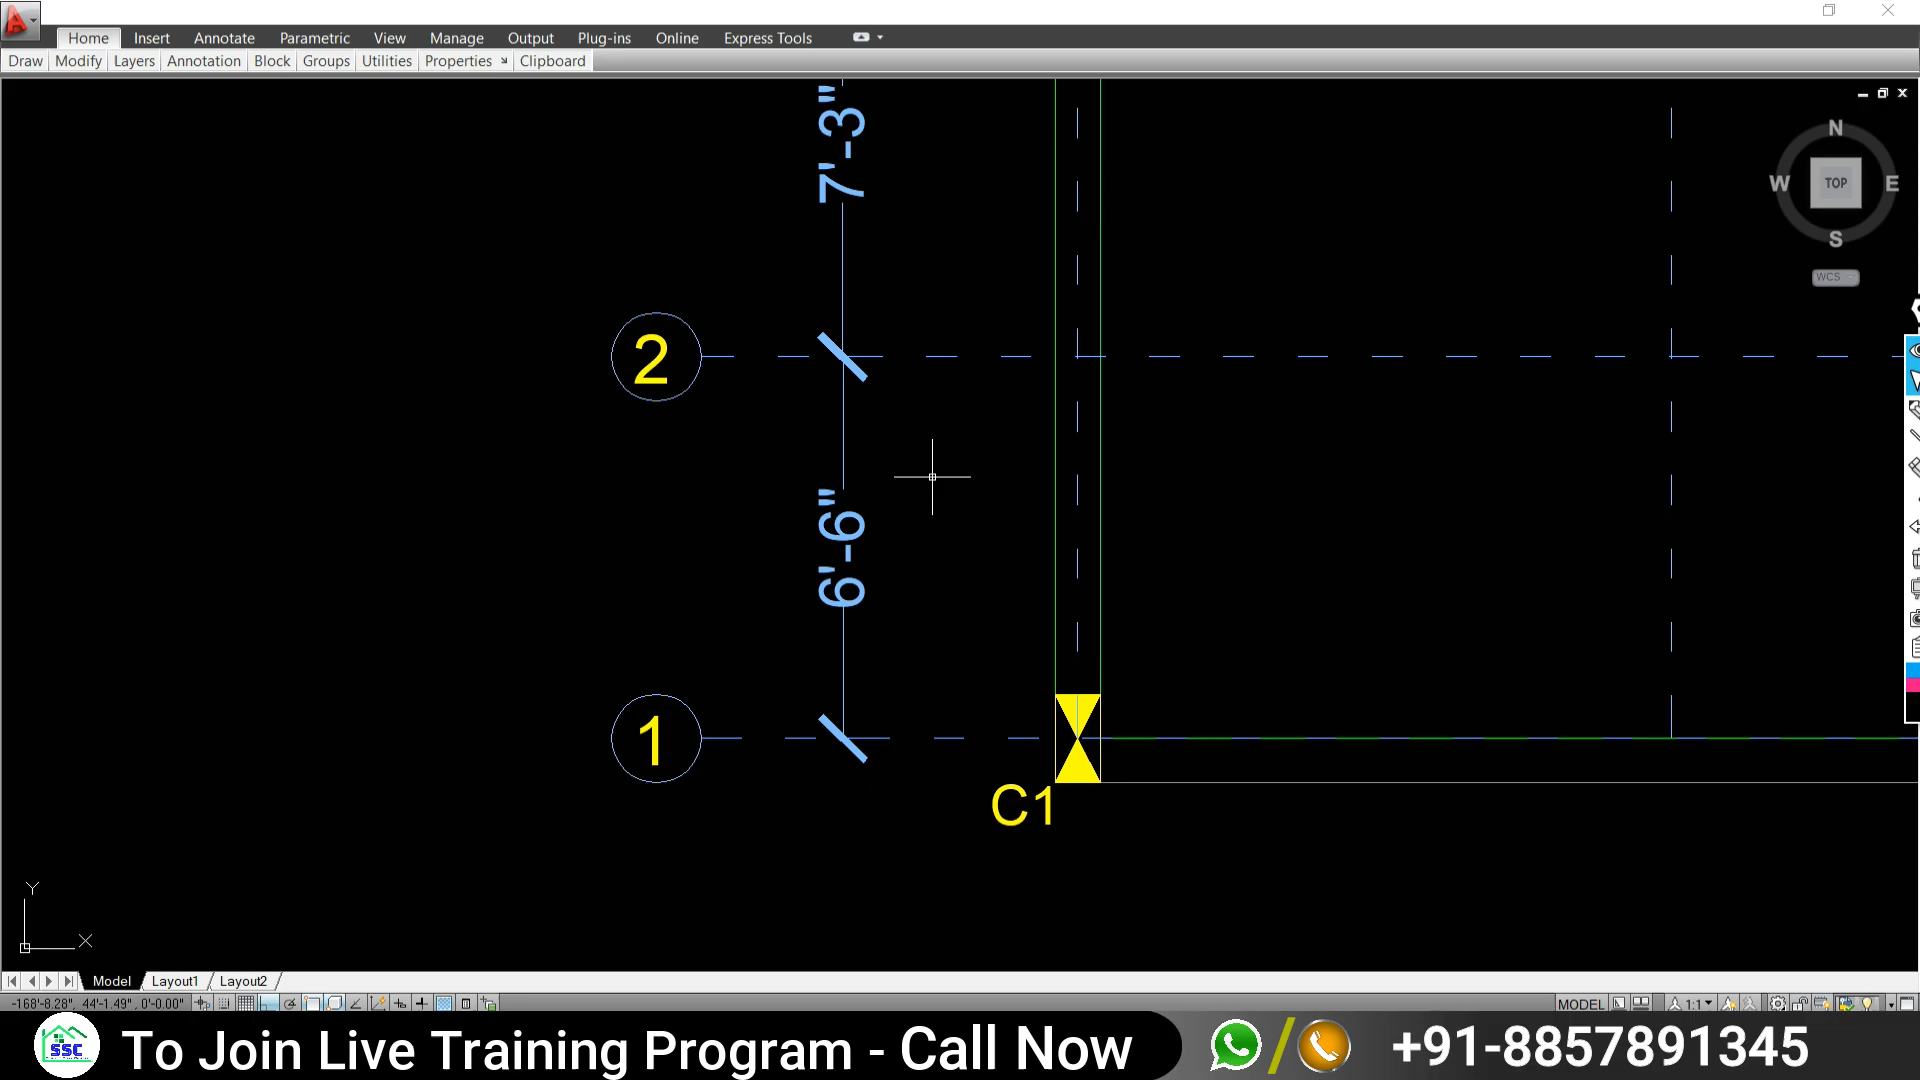 Home Insert Annotate Parametric View Manage Output Plug-ins Online Express Tools
Draw Modify Layers Annotation Block Groups Utilities Properties Clipboard
7'-3"
N
W TOP E
S
WCS
2
6'-6"
1
C1
Y
X
Model Layout1 Layout2
-168'-8.28", 44'-1.49", 0'-0.00" MODEL 1:1
SSC To Join Live Training Program - Call Now / +91-8857891345